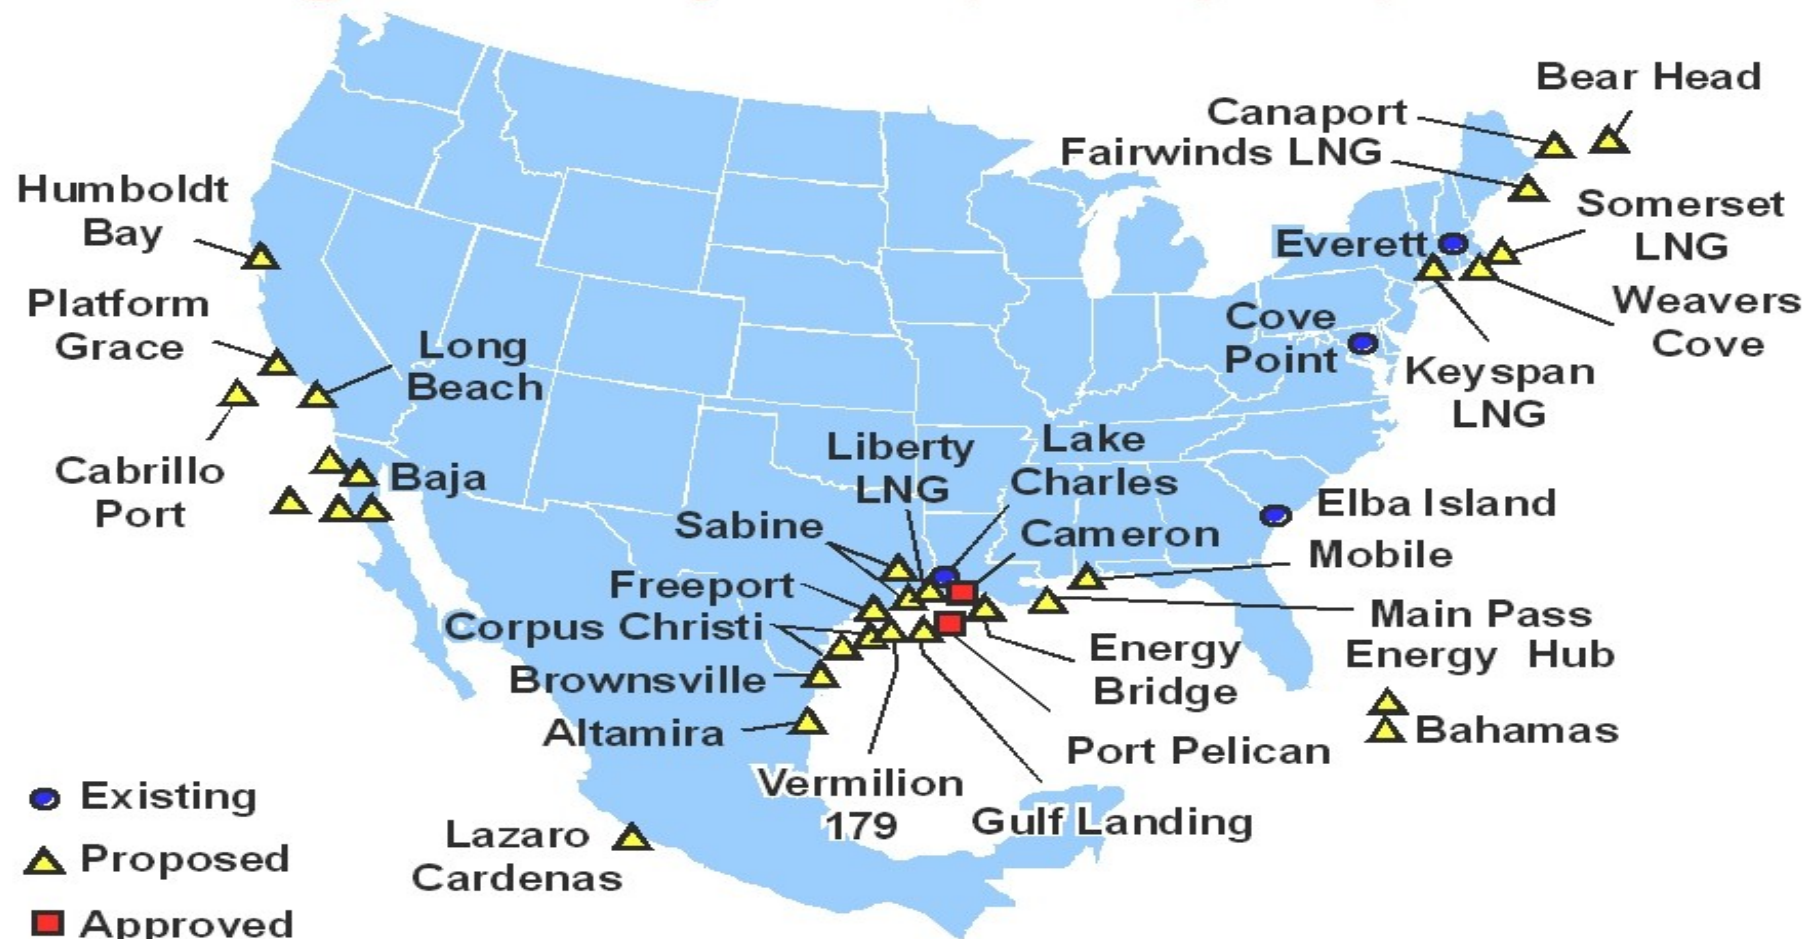 Bear Head
Canaport
Fairwinds LNG
Humboldt
Bay
Somerset
LNG
Everett
Platform
Grace
Weavers
Cove
Cove
Point
Long
Beach
Keyspan
LNG
Liberty
LNG
Lake
Charles
Cabrillo
Port
Baja
Elba Island
Sabine
Cameron
Mobile
Freeport
Main Pass
Energy Hub
Corpus Christi
Energy
Bridge
Brownsville
Altamira
Bahamas
Port Pelican
Vermilion
179
Gulf Landing
Lazaro
Cardenas
Existing
Proposed
Approved